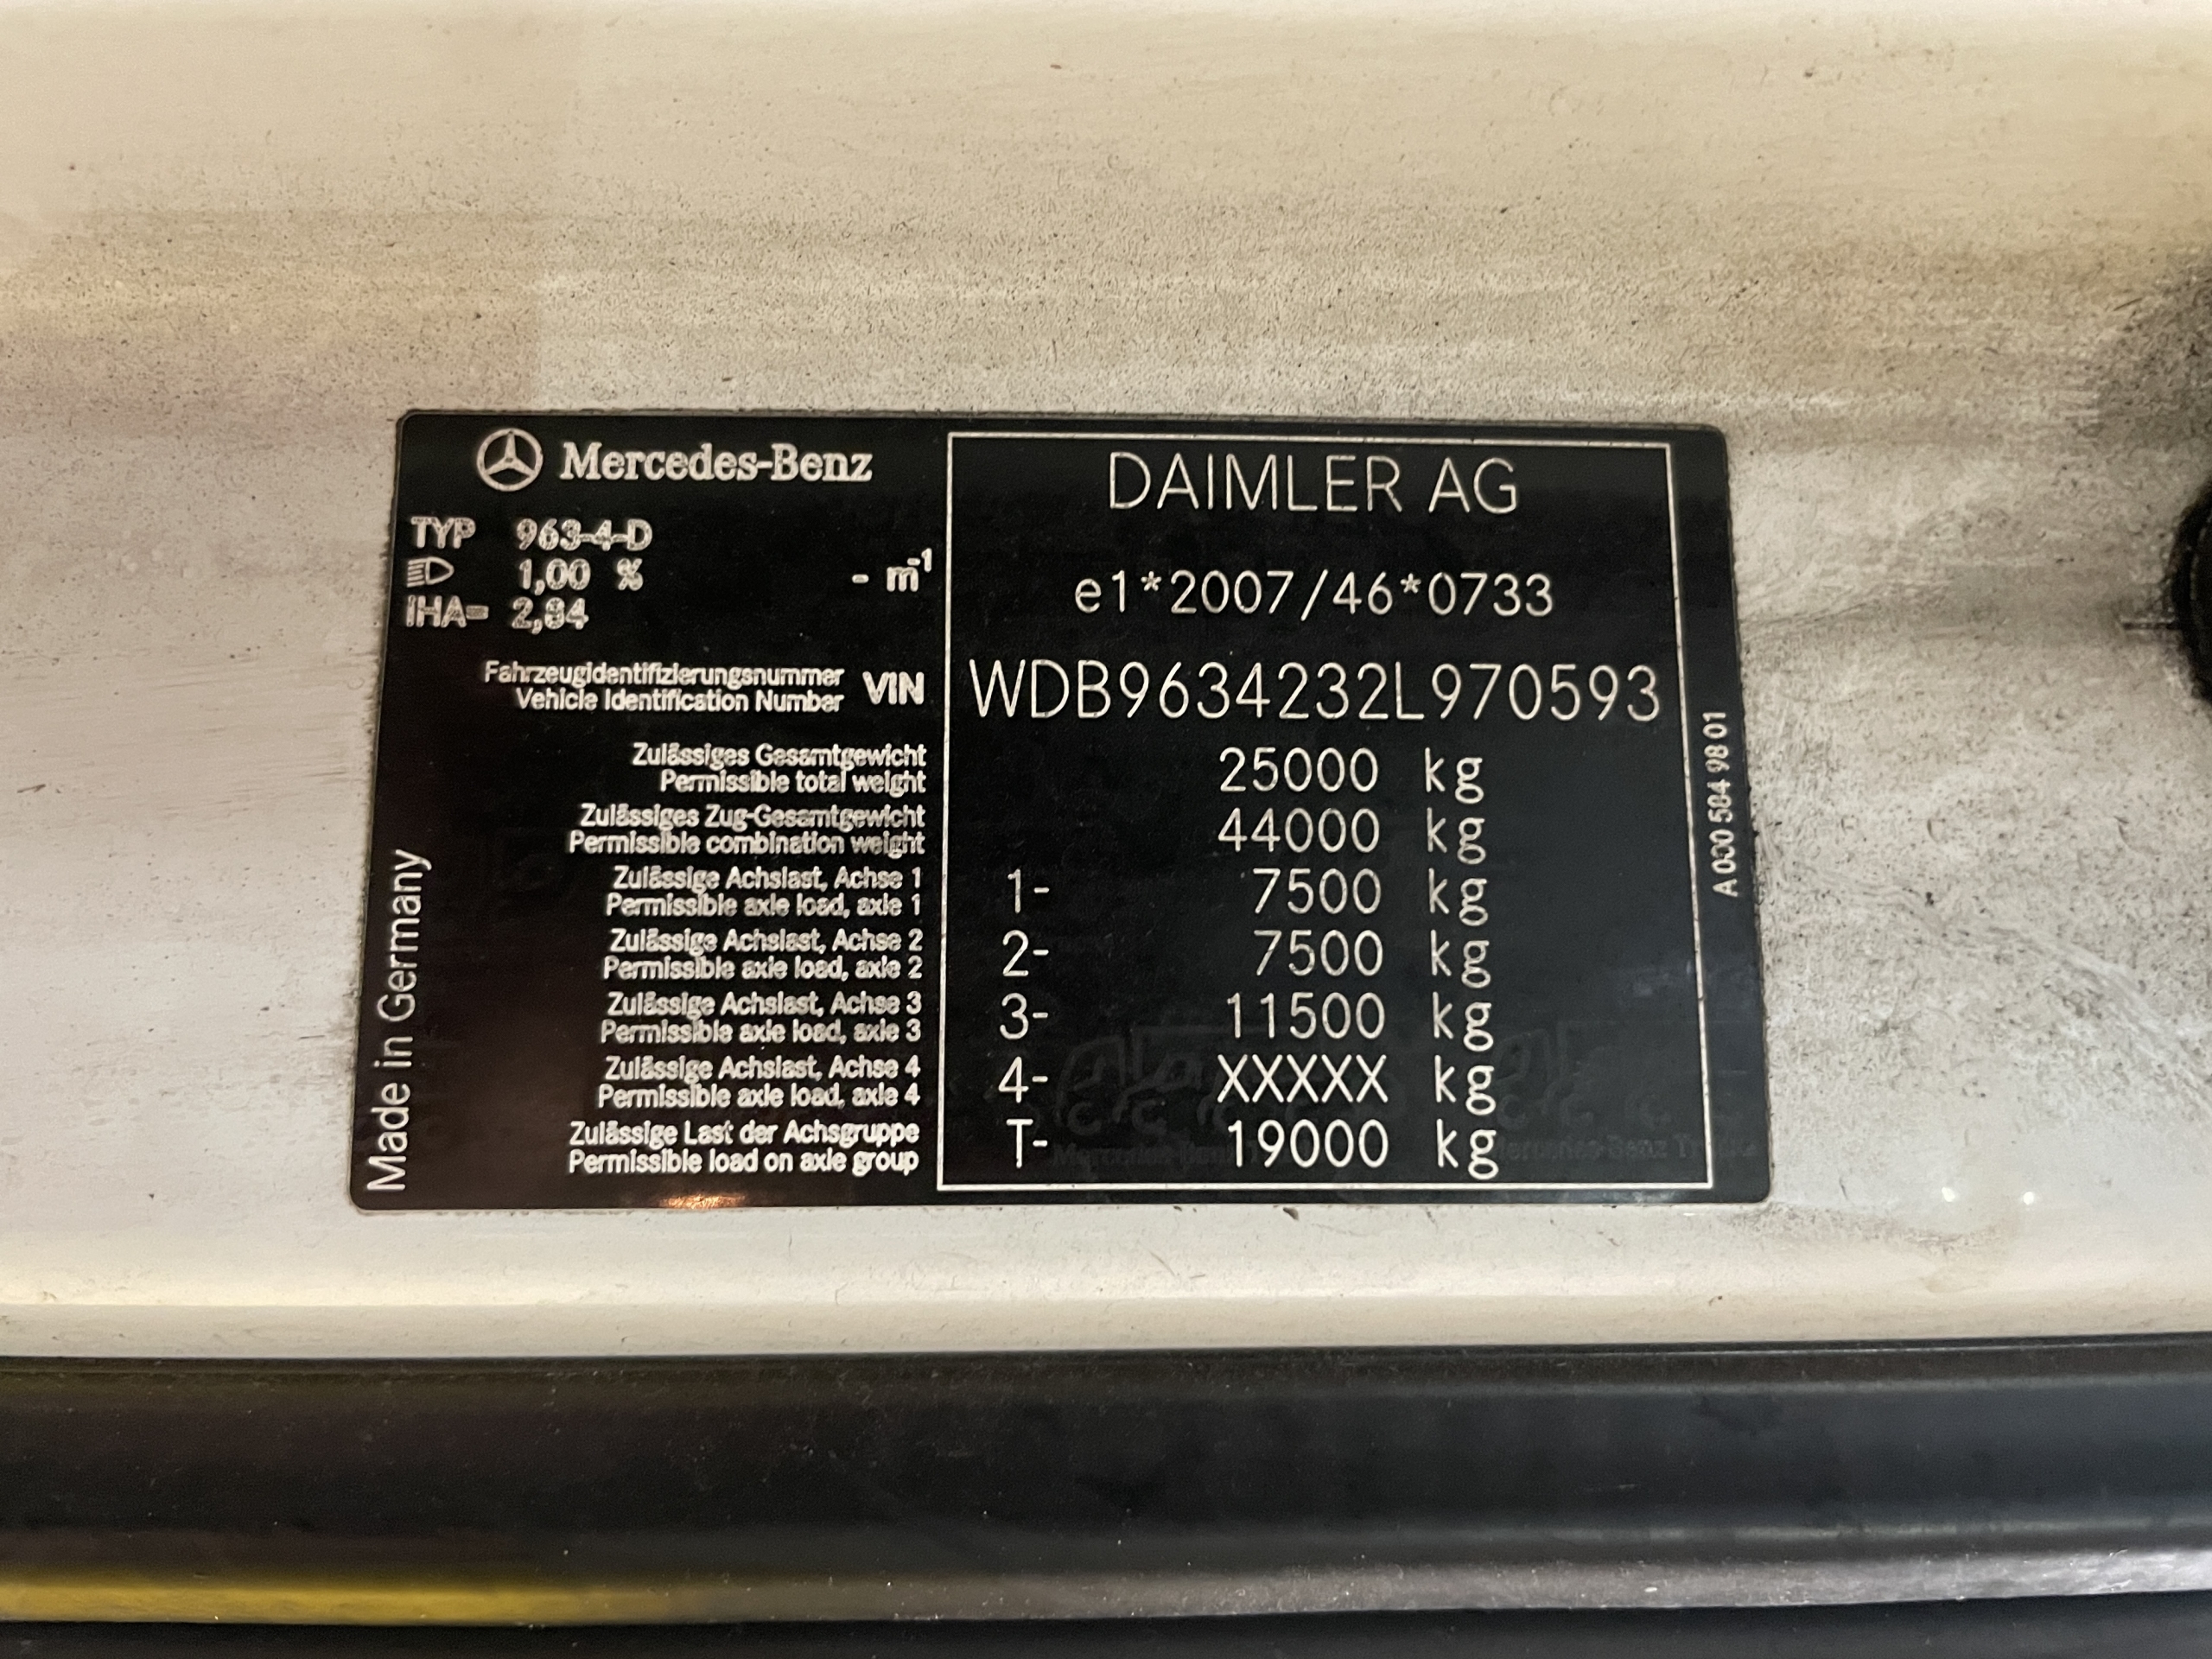 Mercedes-Benz
TYP 963-4-D
1,00 % - m-1
IHA= 2,84
DAIMLER AG
e1*2007/46*0733
Fahrzeugidentifizierungsnummer
Vehicle Identification Number
VIN WDB9634232L970593
Zulässiges Gesamtgewicht
Permissible total weight
25000 kg
Zulässiges Zug-Gesamtgewicht
Permissible combination weight
44000 kg
Zulässige Achslast, Achse 1
Permissible axle load, axle 1
1- 7500 kg
Zulässige Achslast, Achse 2
Permissible axle load, axle 2
2- 7500 kg
Zulässige Achslast, Achse 3
Permissible axle load, axle 3
3- 11500 kg
Zulässige Achslast, Achse 4
Permissible axle load, axle 4
4- XXXXX kg
Zulässige Last der Achsgruppe
Permissible load on axle group
T- 19000 kg
Made in Germany
A 000 584 98 01
Mercedes-Benz
Mercedes-Benz